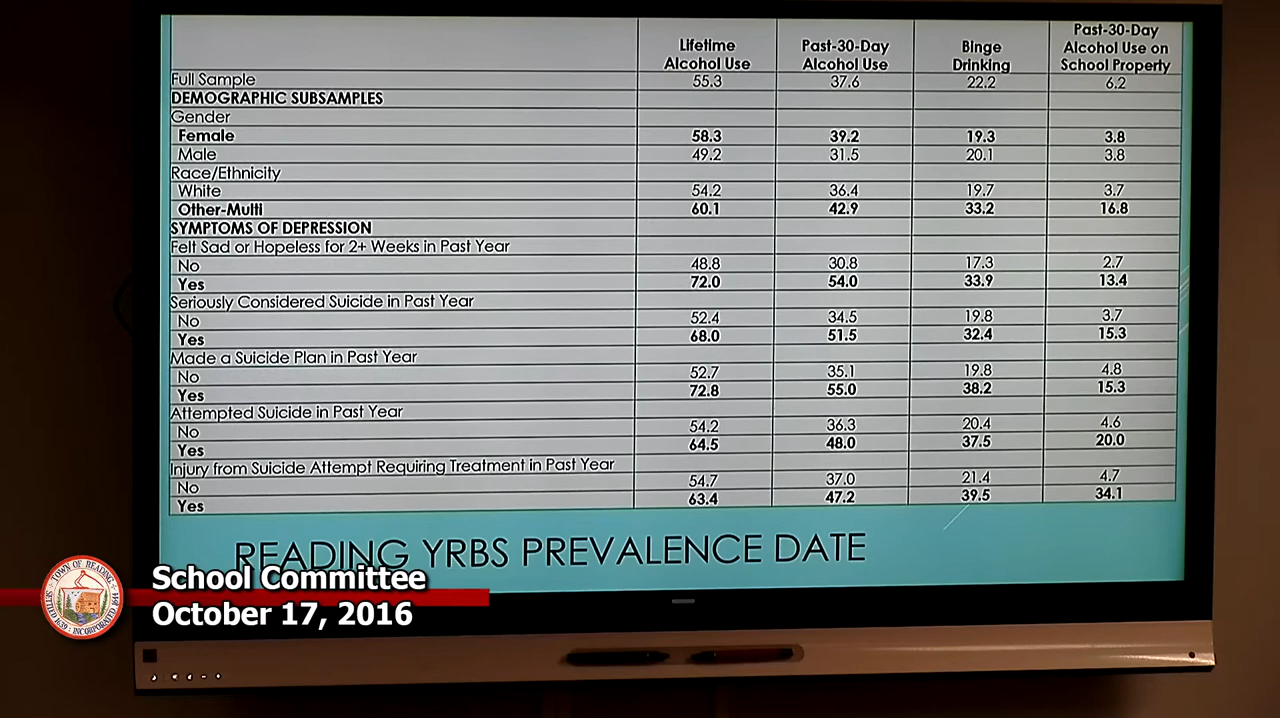 Lifetime Alcohol Use Past-30-Day Alcohol Use Binge Drinking Past-30-Day Alcohol Use on School Property
Full Sample 55.3 37.6 22.2 6.2
DEMOGRAPHIC SUBSAMPLES
Gender
Female 58.3 39.2 19.3 3.8
Male 49.2 31.5 20.1 3.8
Race/Ethnicity
White 54.2 36.4 19.7 3.7
Other-Multi 60.1 42.9 33.2 16.8
SYMPTOMS OF DEPRESSION
Felt Sad or Hopeless for 2+ Weeks in Past Year
No 48.8 30.8 17.3 2.7
Yes 72.0 54.0 33.9 13.4
Seriously Considered Suicide in Past Year
No 52.4 34.5 19.8 3.7
Yes 68.0 51.5 32.4 15.3
Made a Suicide Plan in Past Year
No 52.7 35.1 19.8 4.8
Yes 72.8 55.0 38.2 15.3
Attempted Suicide in Past Year
No 54.2 36.3 20.4 4.6
Yes 64.5 48.0 37.5 20.0
Injury from Suicide Attempt Requiring Treatment in Past Year
No 54.7 37.0 21.4 4.7
Yes 63.4 47.2 39.5 34.1
READING YRBS PREVALENCE DATE
School Committee
October 17, 2016
TOWN OF READING
SETTLED 1639 : INCORPORATED 1644